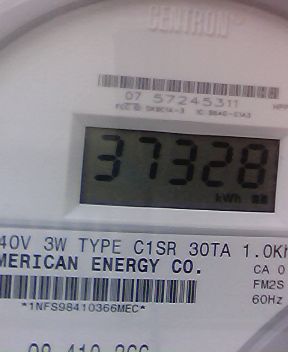 CENTRON
07 57245311
37328
kWh
40V 3W TYPE C1SR 30TA 1.0Kh
MERICAN ENERGY CO.
CA 0
FM2S
60Hz
*1NFS98410366MEC*